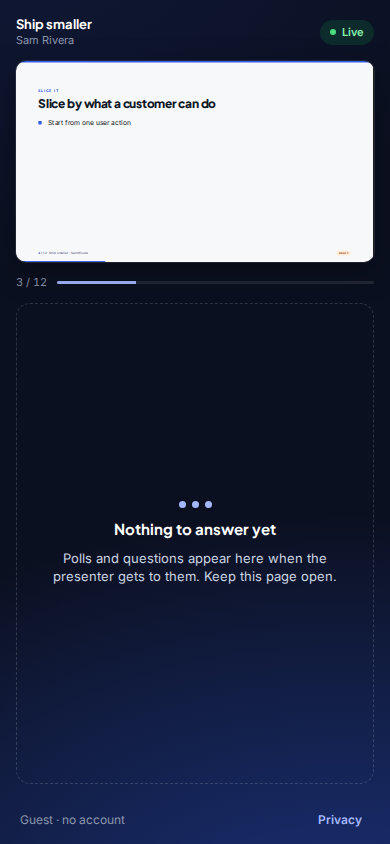 Ship smaller
Sam Rivera
Live
SLICE IT
Slice by what a customer can do
Start from one user action
3 / 12
Nothing to answer yet
Polls and questions appear here when the
presenter gets to them. Keep this page open.
Guest · no account
Privacy